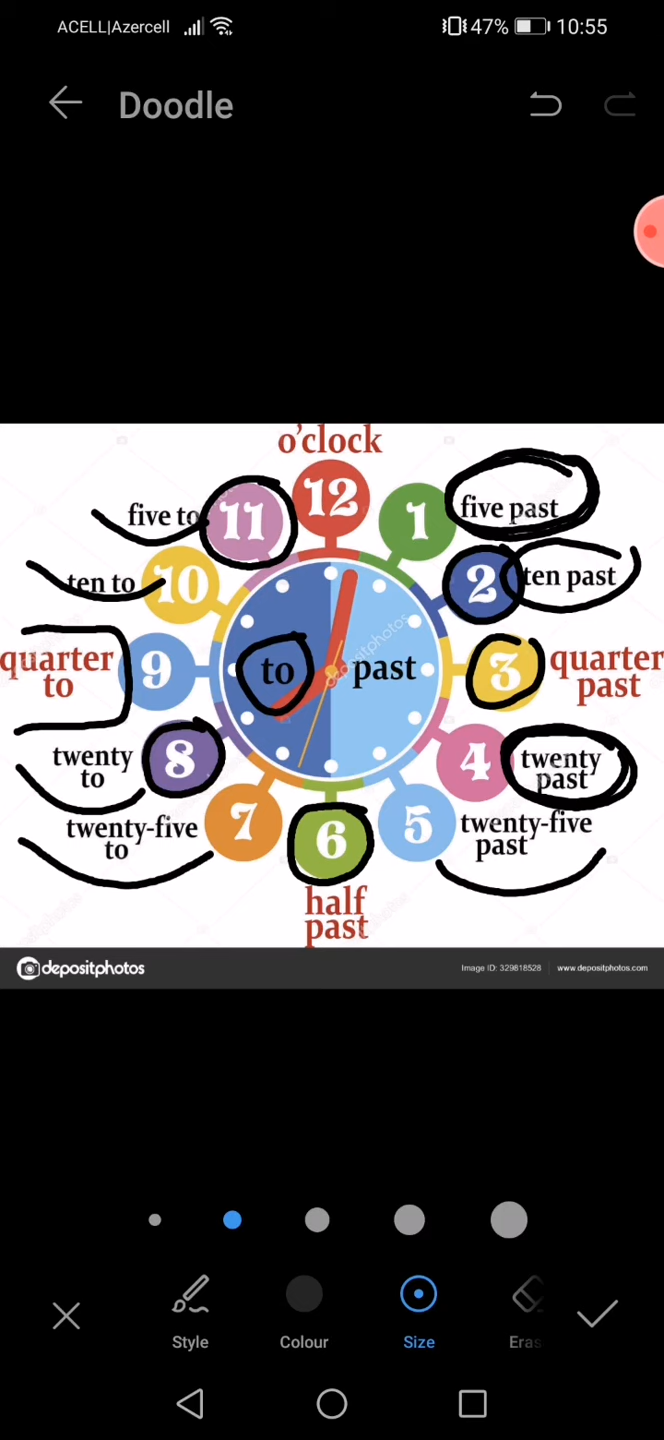 ACELL|Azercell 47% 10:55
Doodle
o'clock
five to 11 12 1 five past
ten to 10 2 ten past
quarter to 9 to past 3 quarter past
twenty to 8 4 twenty past
twenty-five to 7 6 5 twenty-five past
half past
depositphotos
depositphotos Image ID: 329818528 www.depositphotos.com
Style Colour Size Eras